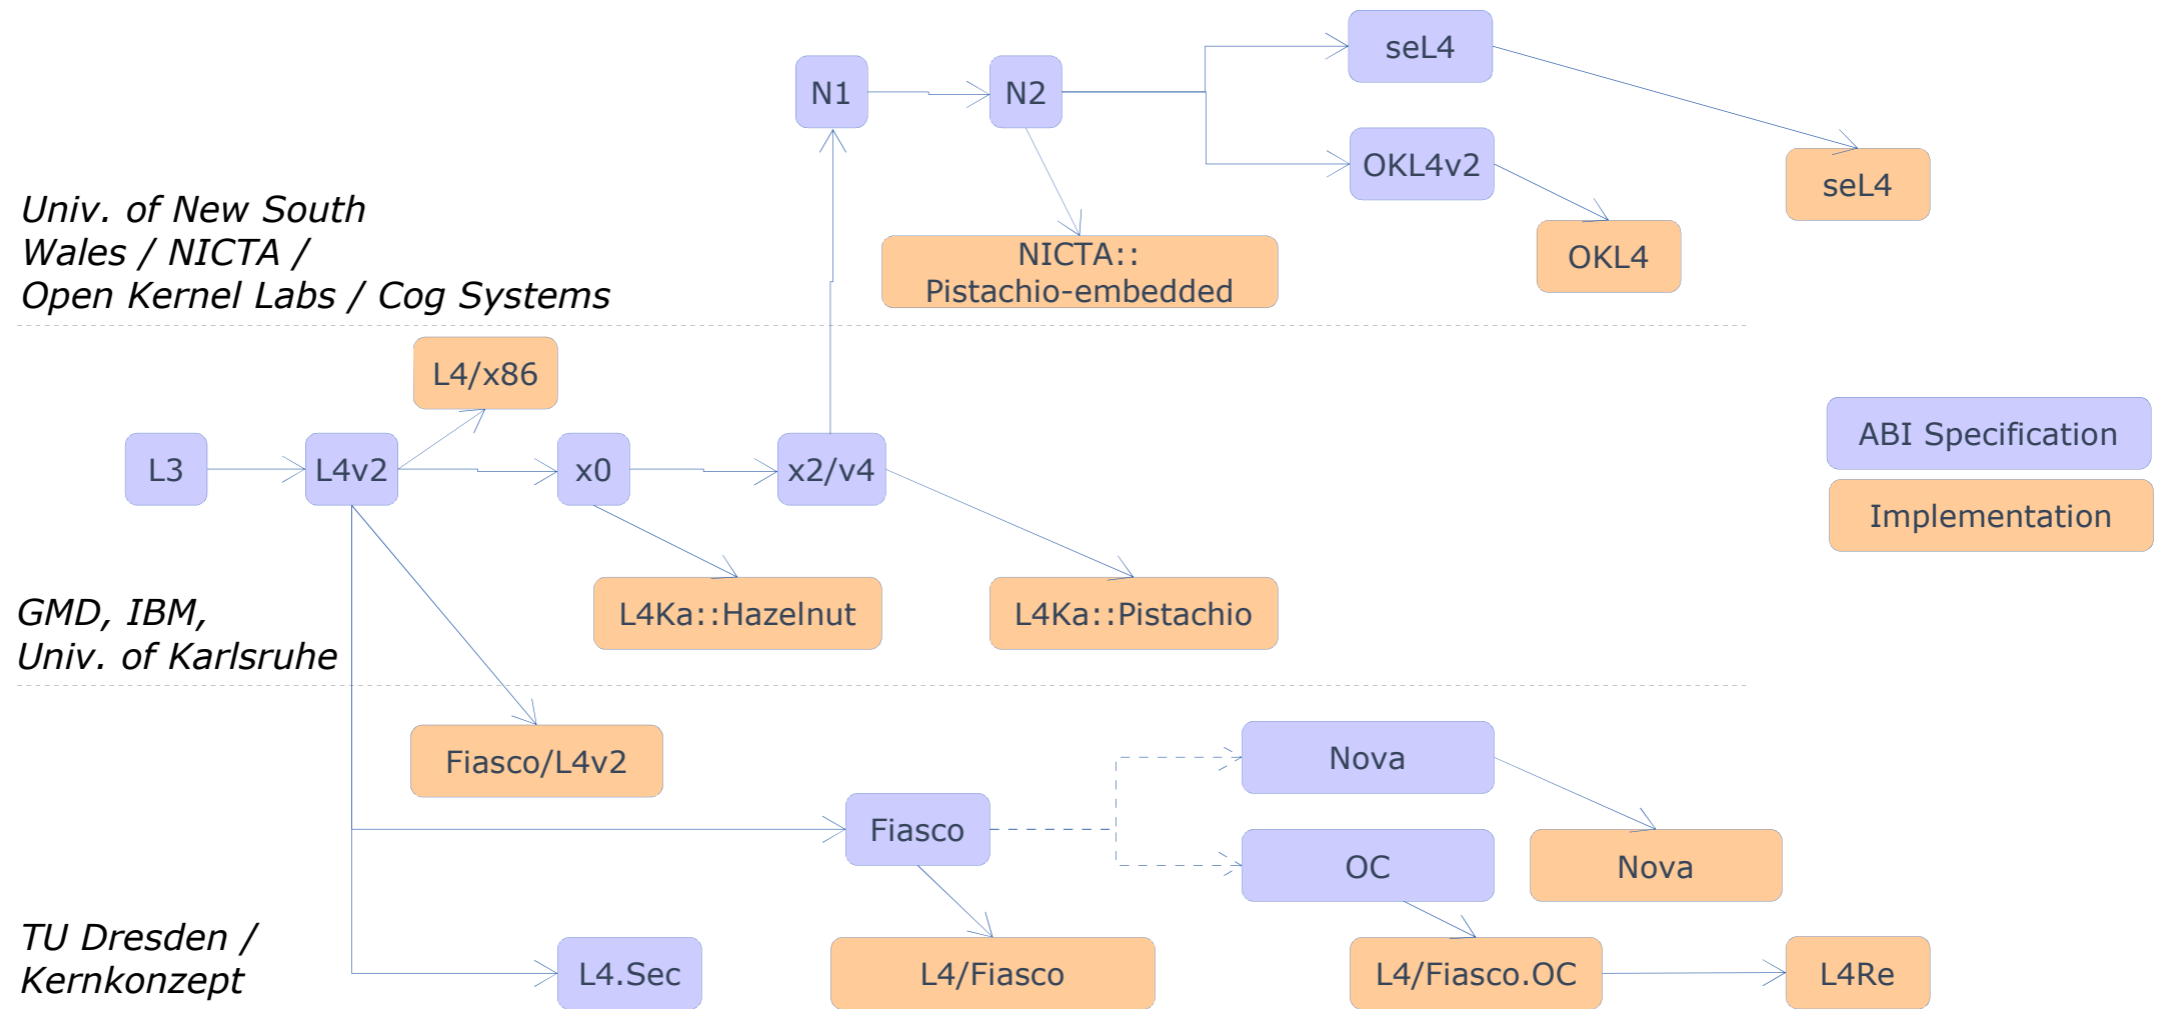 seL4
N1
N2
OKL4v2
seL4
Univ. of New South
Wales / NICTA /
Open Kernel Labs / Cog Systems
NICTA::
Pistachio-embedded
OKL4
L4/x86
L3
L4v2
x0
x2/v4
ABI Specification
Implementation
GMD, IBM,
Univ. of Karlsruhe
L4Ka::Hazelnut
L4Ka::Pistachio
Fiasco/L4v2
Nova
Fiasco
OC
Nova
TU Dresden /
Kernkonzept
L4.Sec
L4/Fiasco
L4/Fiasco.OC
L4Re